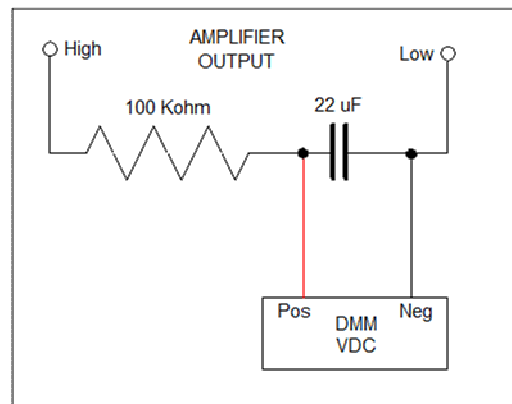 High
AMPLIFIER
OUTPUT
Low
100 Kohm
22 uF
Pos
Neg
DMM
VDC